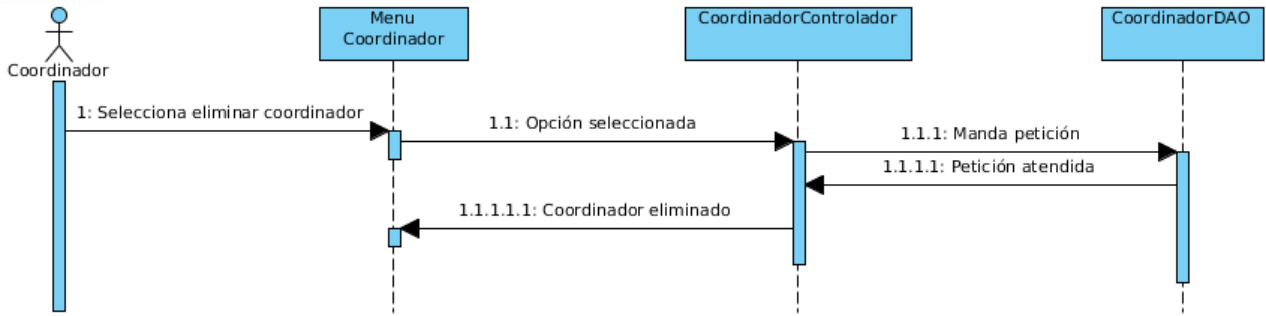 Coordinador
Menu
Coordinador
CoordinadorControlador
CoordinadorDAO
1: Selecciona eliminar coordinador
1.1: Opción seleccionada
1.1.1: Manda petición
1.1.1.1: Petición atendida
1.1.1.1.1: Coordinador eliminado